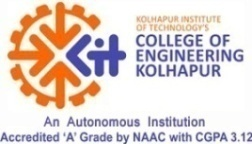 KiT
KOLHAPUR INSTITUTE
OF TECHNOLOGY'S
COLLEGE OF
ENGINEERING
KOLHAPUR
An Autonomous Institution
Accredited 'A' Grade by NAAC with CGPA 3.12